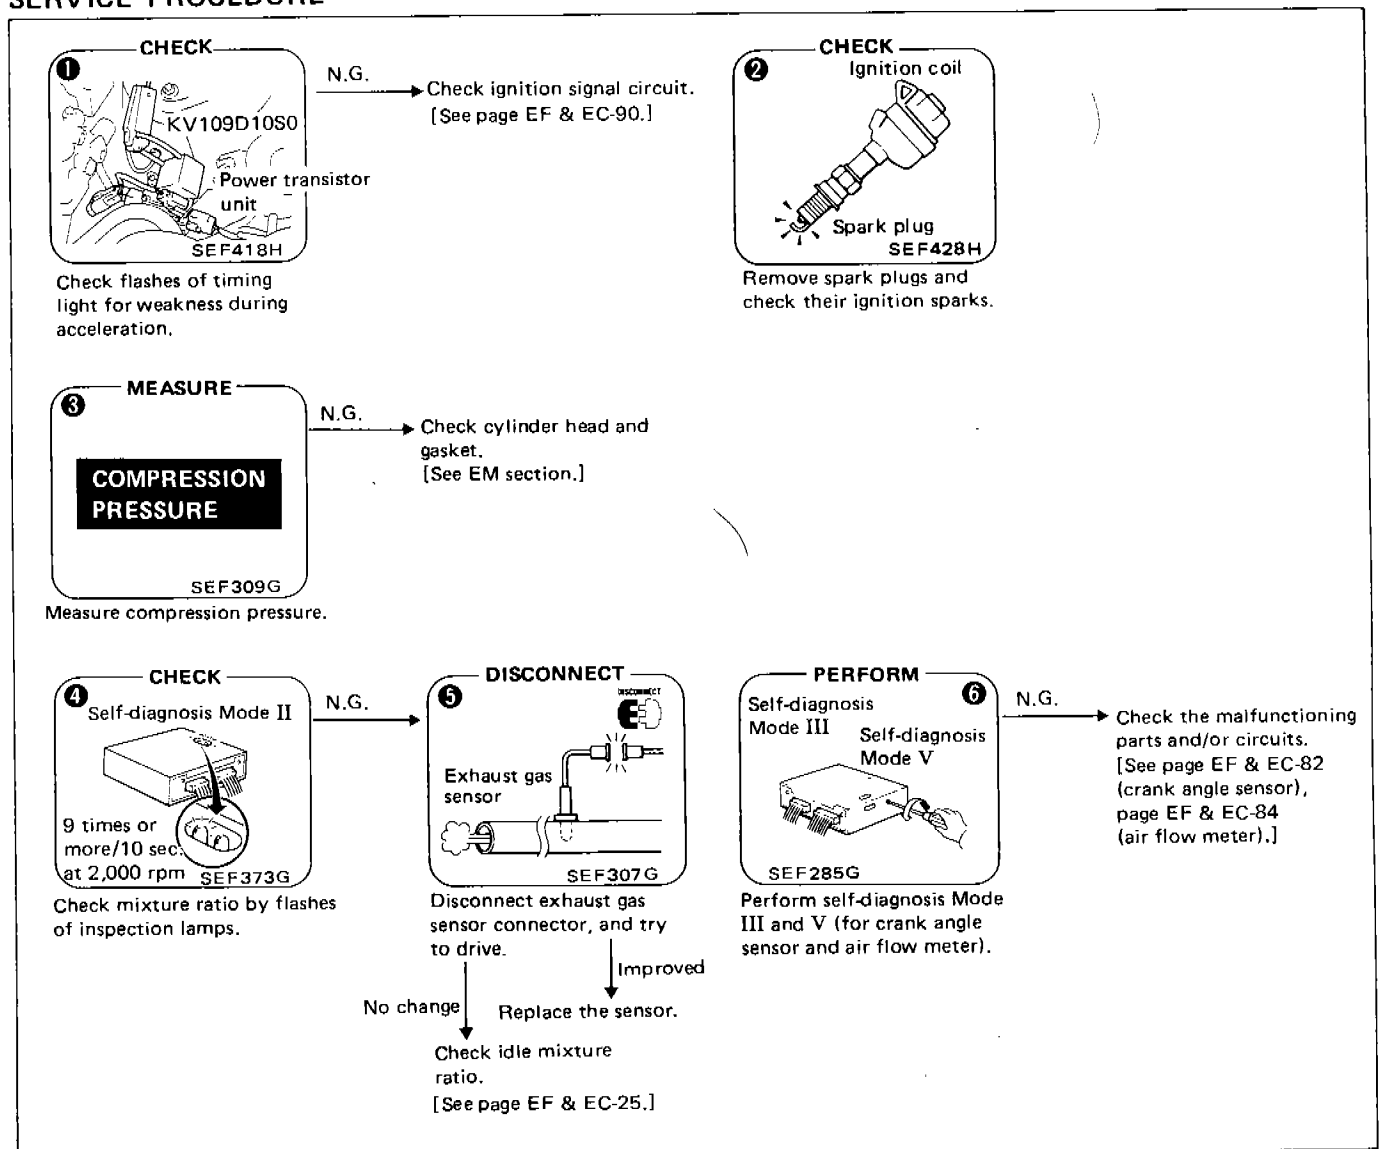 SERVICE PROCEDURE
CHECK
1
KV109D10S0
Power transistor
unit
SEF418H
Check flashes of timing
light for weakness during
acceleration.
N.G.
Check ignition signal circuit.
[See page EF & EC-90.]
CHECK
2
Ignition coil
Spark plug
SEF428H
Remove spark plugs and
check their ignition sparks.
MEASURE
3
COMPRESSION
PRESSURE
SEF309G
Measure compression pressure.
N.G.
Check cylinder head and
gasket.
[See EM section.]
CHECK
4
Self-diagnosis Mode II
9 times or
more/10 sec.
at 2,000 rpm
SEF373G
Check mixture ratio by flashes
of inspection lamps.
N.G.
DISCONNECT
5
DISCONNECT
Exhaust gas
sensor
SEF307G
Disconnect exhaust gas
sensor connector, and try
to drive.
Improved
No change
Replace the sensor.
Check idle mixture
ratio.
[See page EF & EC-25.]
PERFORM
6
Self-diagnosis
Mode III
Self-diagnosis
Mode V
SEF285G
Perform self-diagnosis Mode
III and V (for crank angle
sensor and air flow meter).
N.G.
Check the malfunctioning
parts and/or circuits.
[See page EF & EC-82
(crank angle sensor),
page EF & EC-84
(air flow meter).]